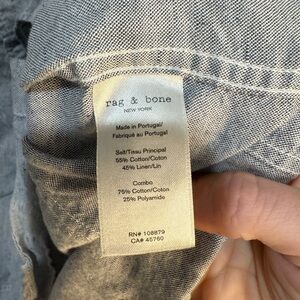 rag & bone
NEW YORK
Made in Portugal/
Fabriqué au Portugal
Salt/Tissu Principal
55% Cotton/Coton
45% Linen/Lin
Combo
75% Cotton/Coton
25% Polyamide
RN# 108879
CA# 45760